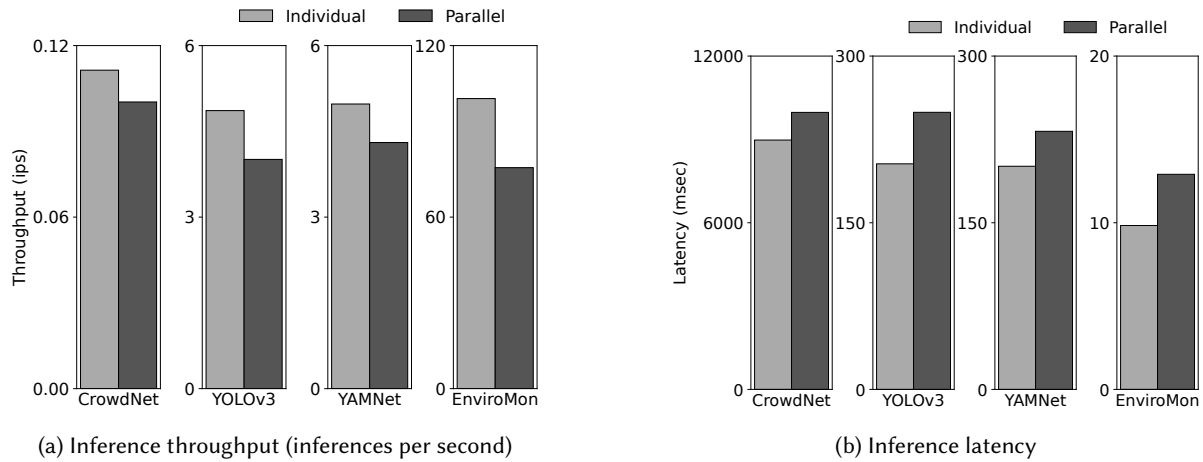 Individual Parallel
0.12
0.06
0.00
Throughput (ips)
CrowdNet
6
3
0
YOLOv3
6
3
0
YAMNet
120
60
0
EnviroMon
(a) Inference throughput (inferences per second)
Individual Parallel
12000
6000
0
Latency (msec)
CrowdNet
300
150
0
YOLOv3
300
150
0
YAMNet
20
10
0
EnviroMon
(b) Inference latency